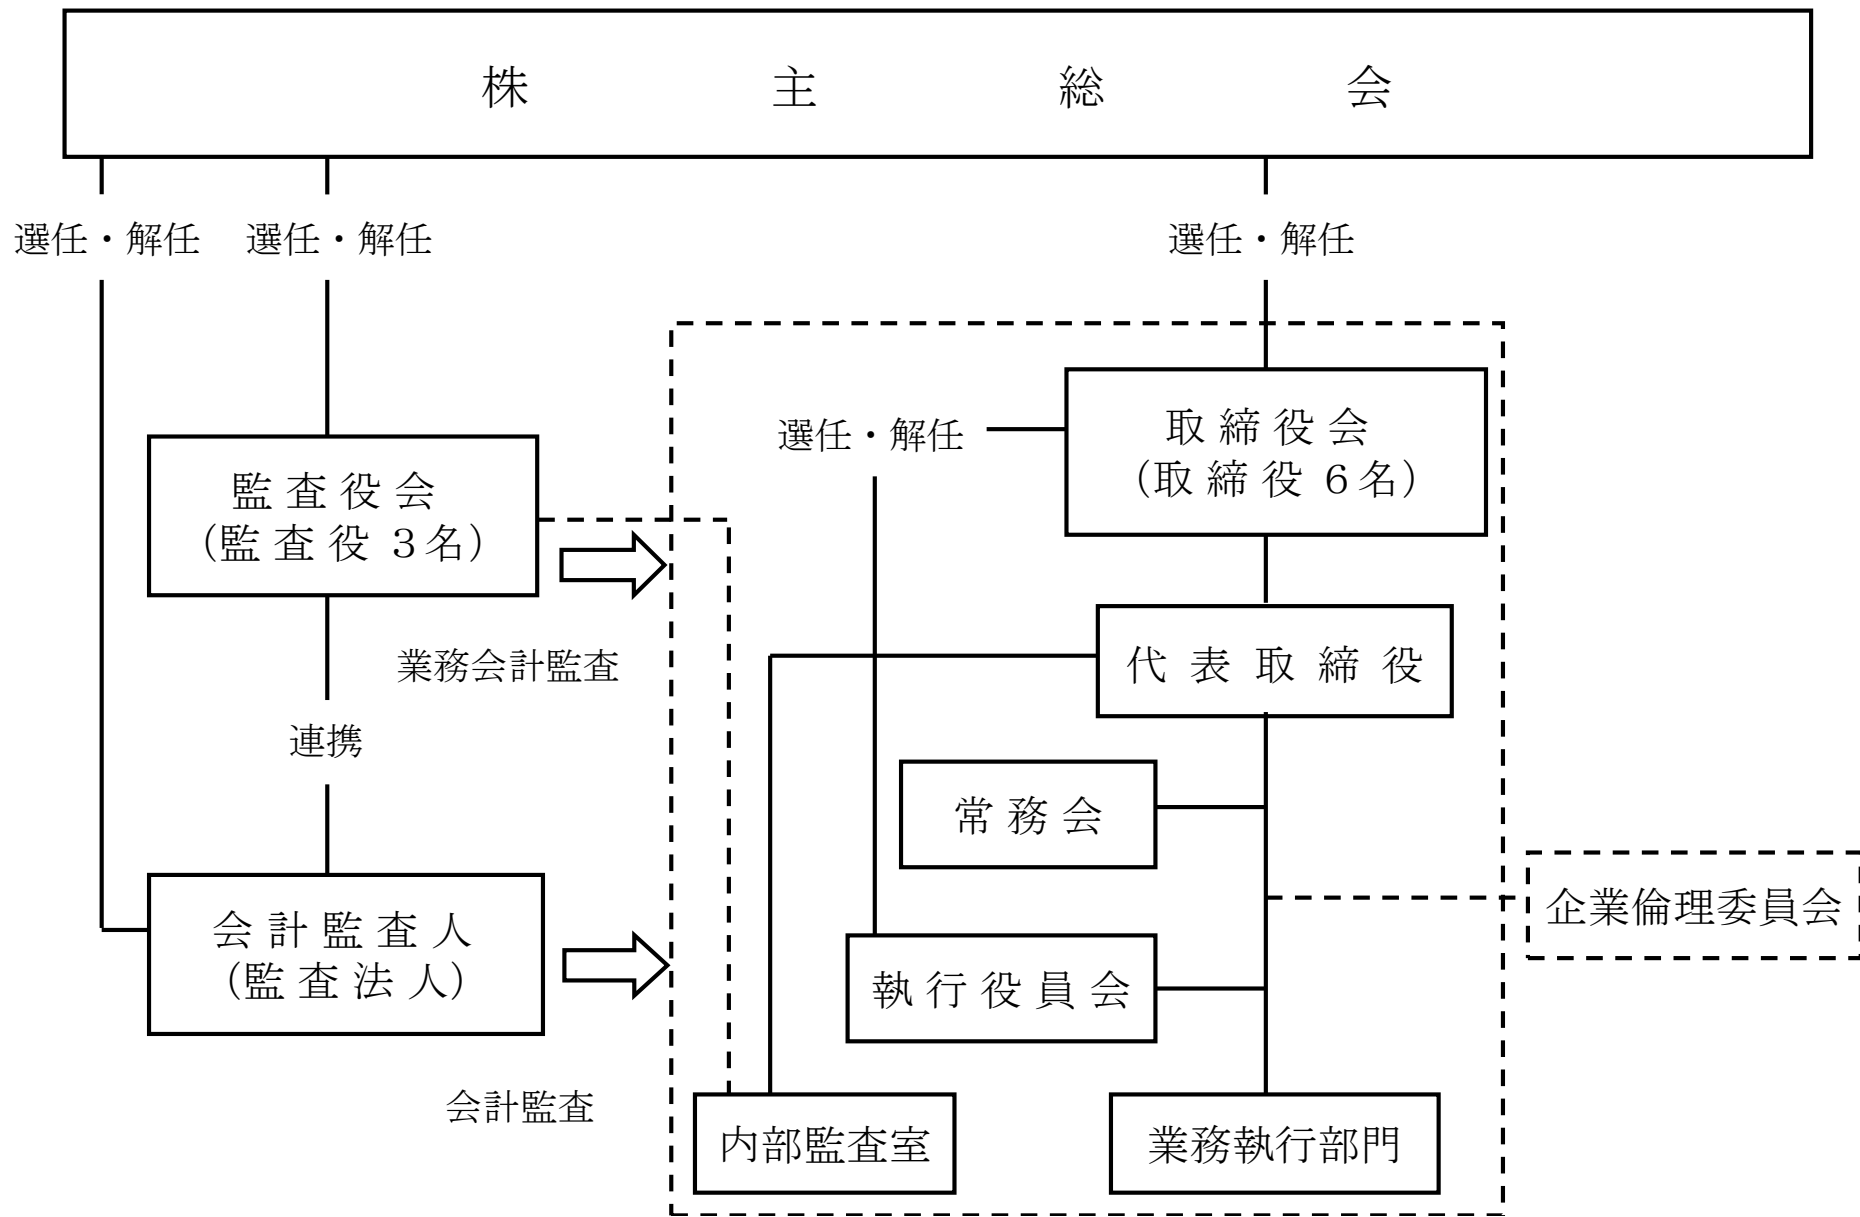 株主総会
選任・解任
選任・解任
選任・解任
取締役会
(取締役 6名)
選任・解任
監査役会
(監査役 3名)
業務会計監査
代表取締役
連携
常務会
企業倫理委員会
会計監査人
(監査法人)
執行役員会
会計監査
内部監査室
業務執行部門